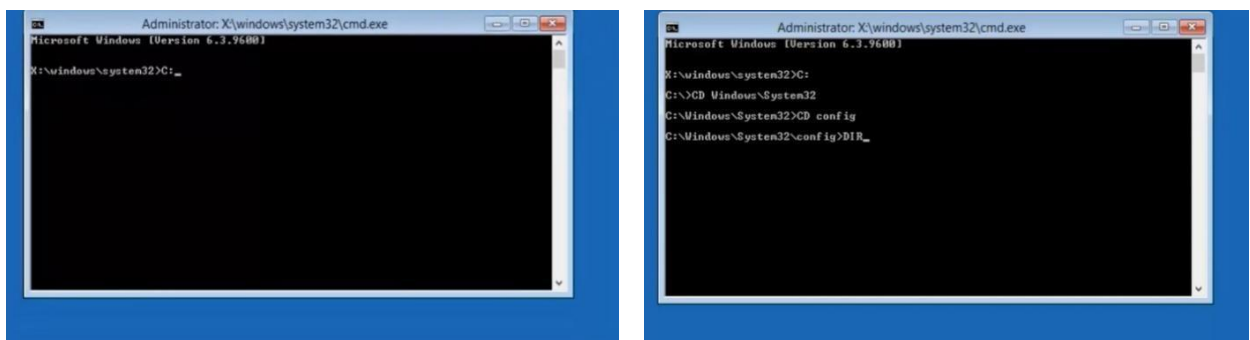 Administrator: X:\windows\system32\cmd.exe
Microsoft Windows [Version 6.3.9600]
X:\windows\system32>C:_
Administrator: X:\windows\system32\cmd.exe
Microsoft Windows [Version 6.3.9600]
X:\windows\system32>C:
C:\>CD Windows\System32
C:\Windows\System32>CD config
C:\Windows\System32\config>DIR_